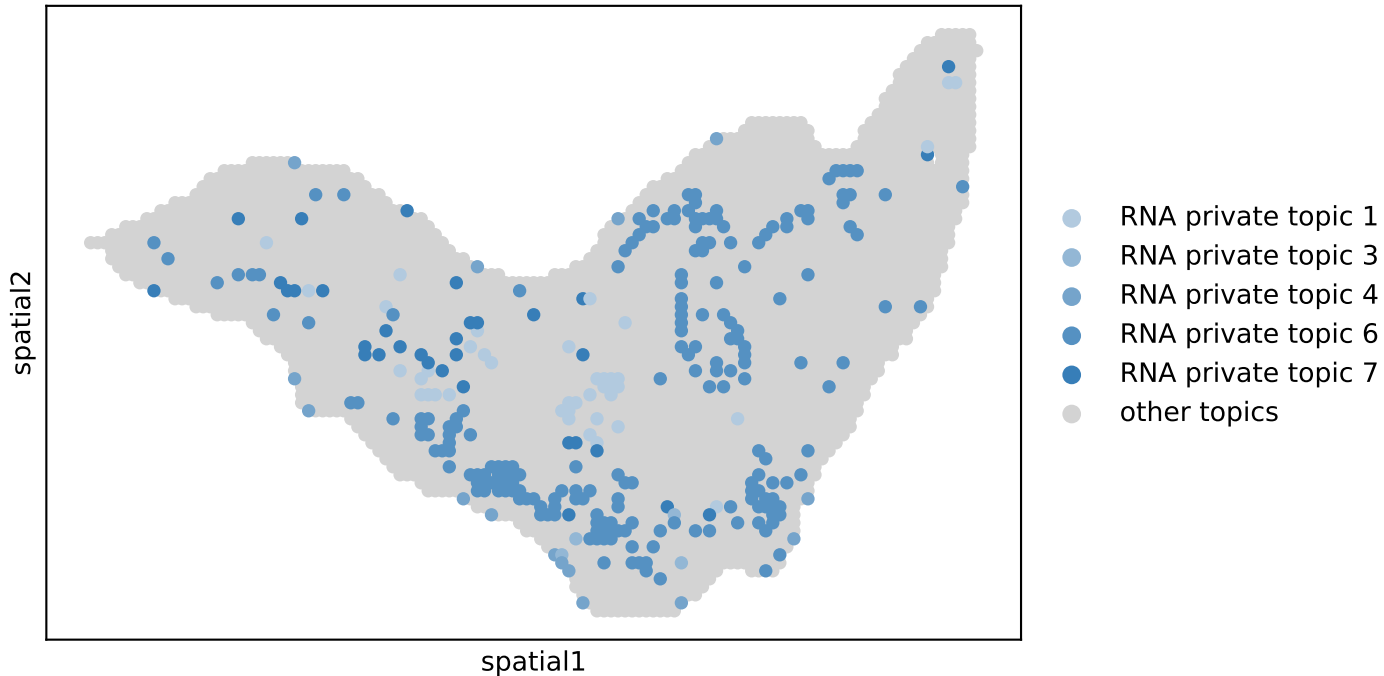 spatial2
spatial1
RNA private topic 1
RNA private topic 3
RNA private topic 4
RNA private topic 6
RNA private topic 7
other topics